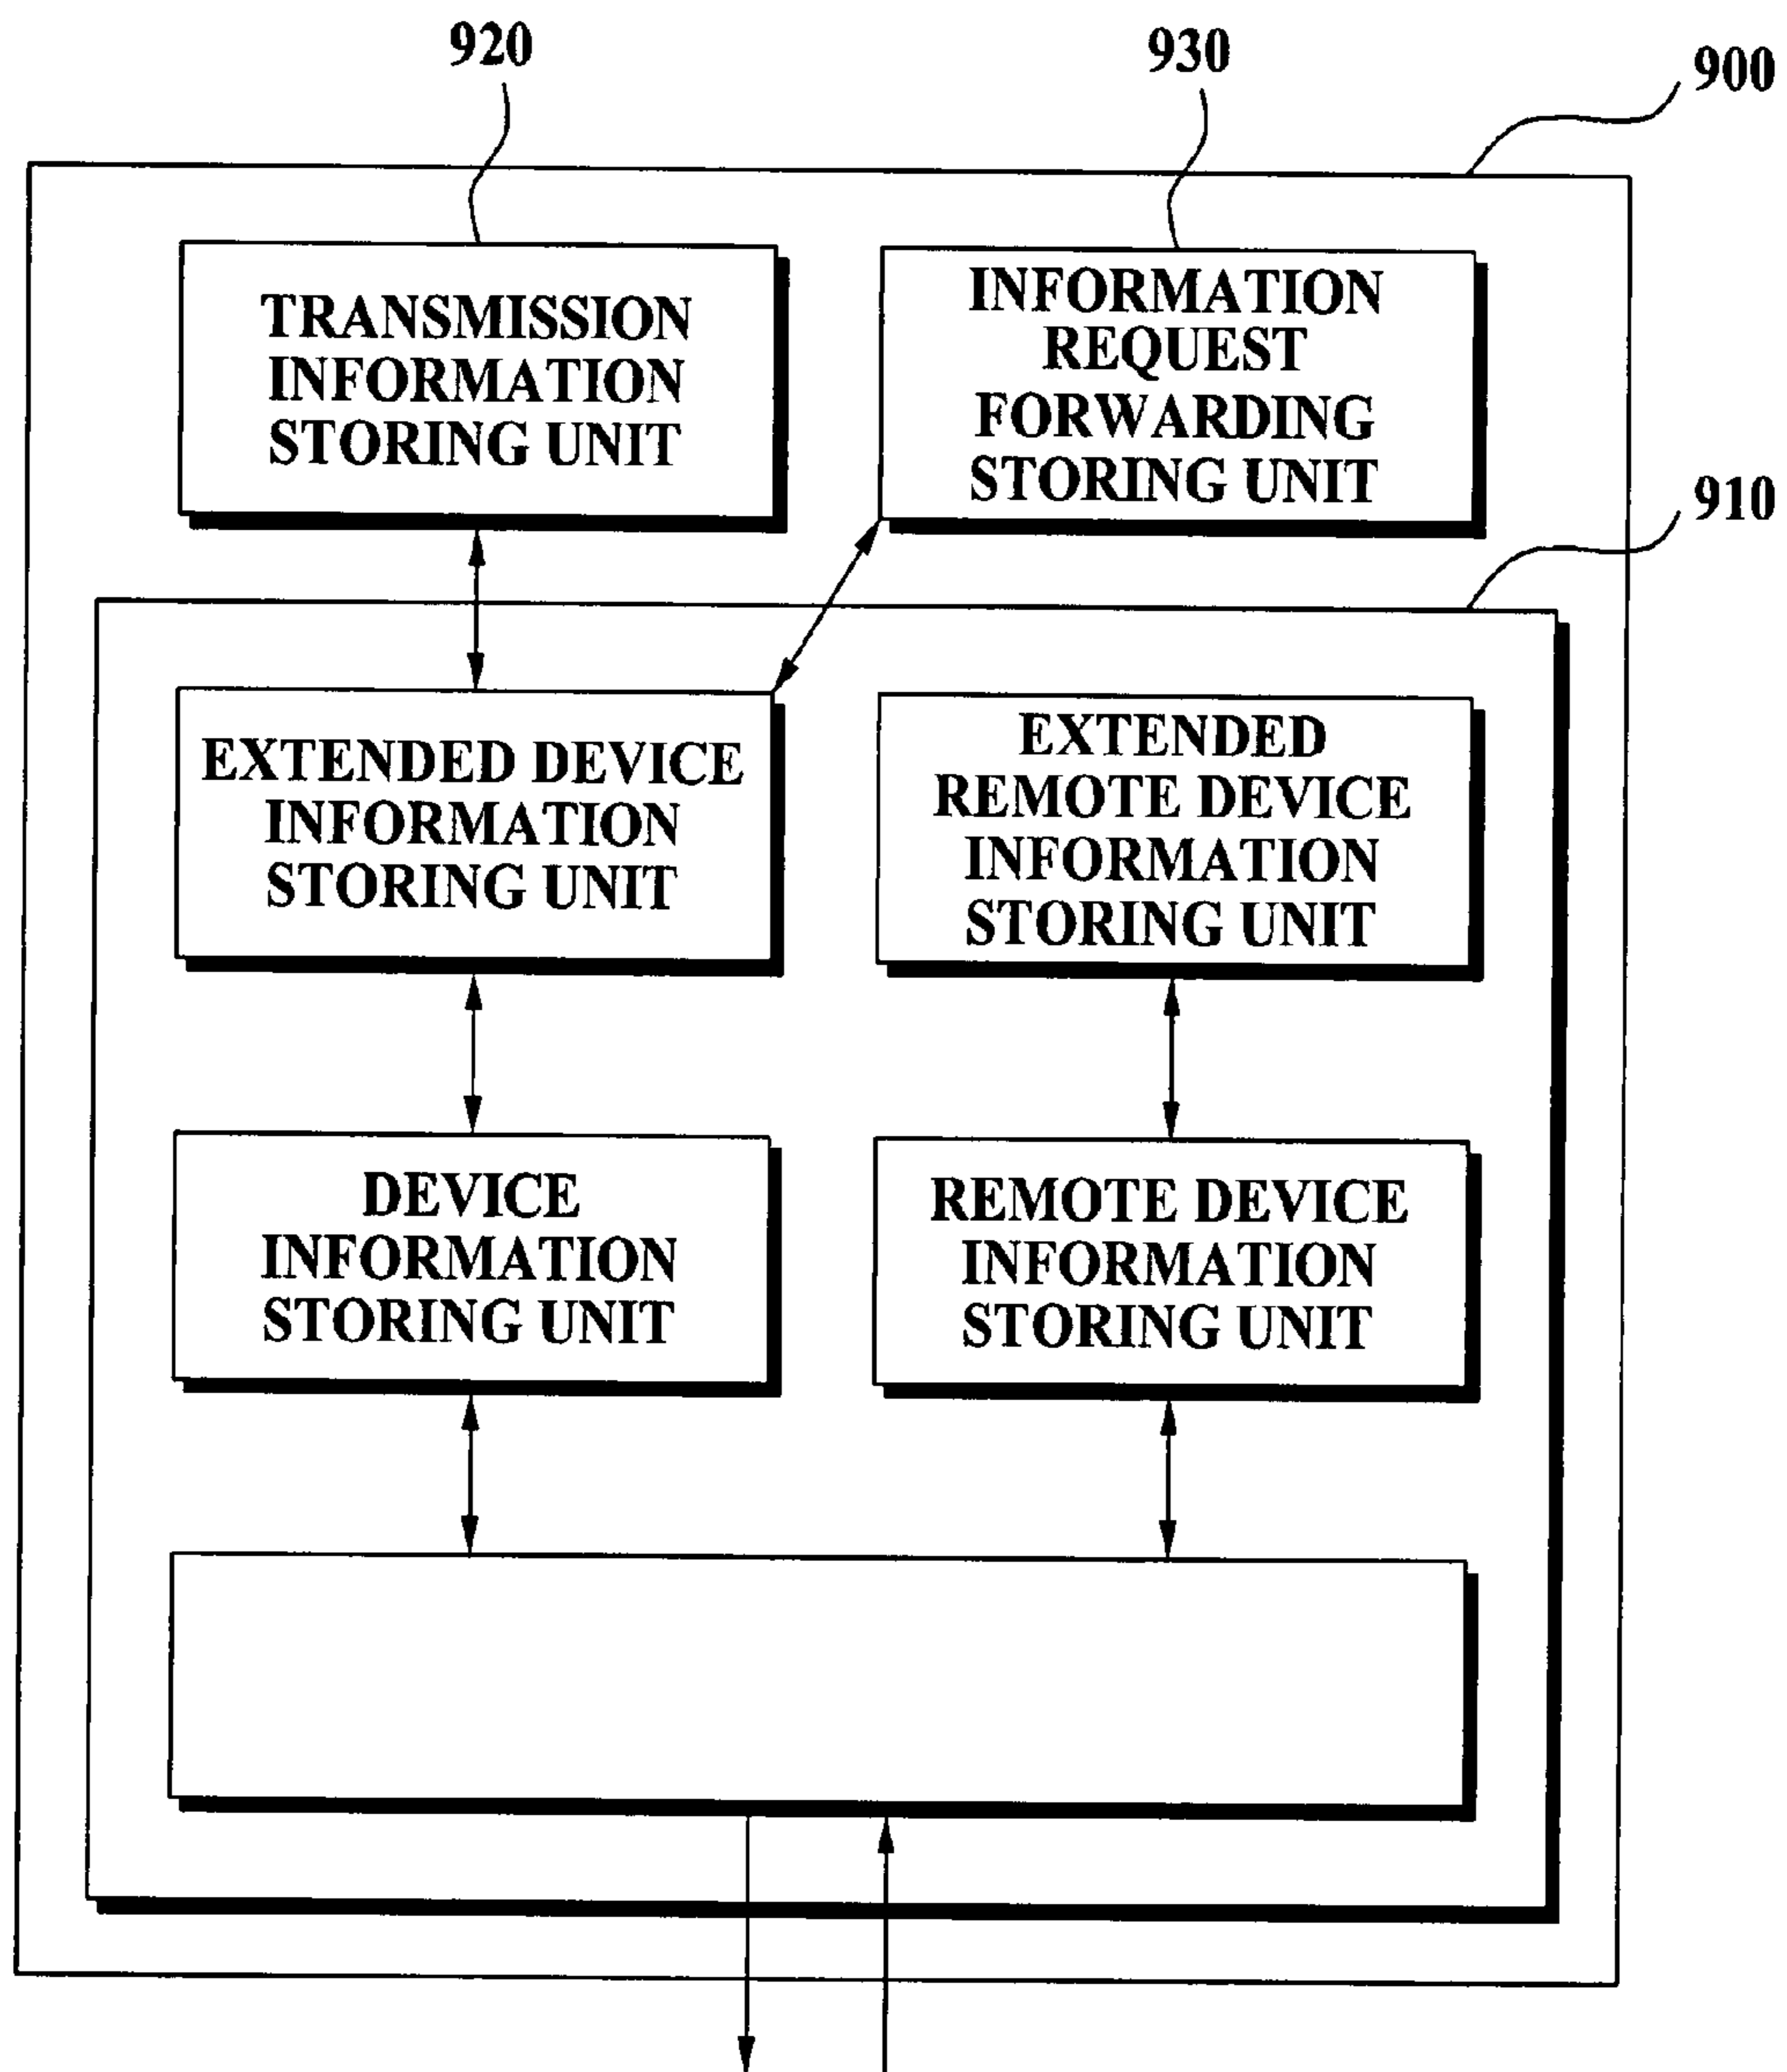 920
930
900
TRANSMISSION
INFORMATION
STORING UNIT
INFORMATION
REQUEST
FORWARDING
STORING UNIT
910
EXTENDED DEVICE
INFORMATION
STORING UNIT
EXTENDED
REMOTE DEVICE
INFORMATION
STORING UNIT
DEVICE
INFORMATION
STORING UNIT
REMOTE DEVICE
INFORMATION
STORING UNIT